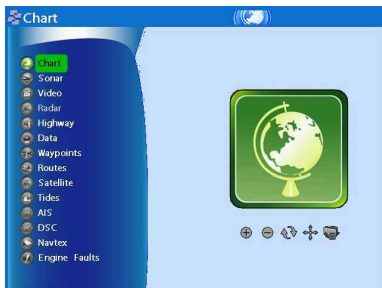 Chart
Chart
Sonar
Video
Radar
Highway
Data
Waypoints
Routes
Satellite
Tides
AIS
DSC
Navtex
Engine Faults